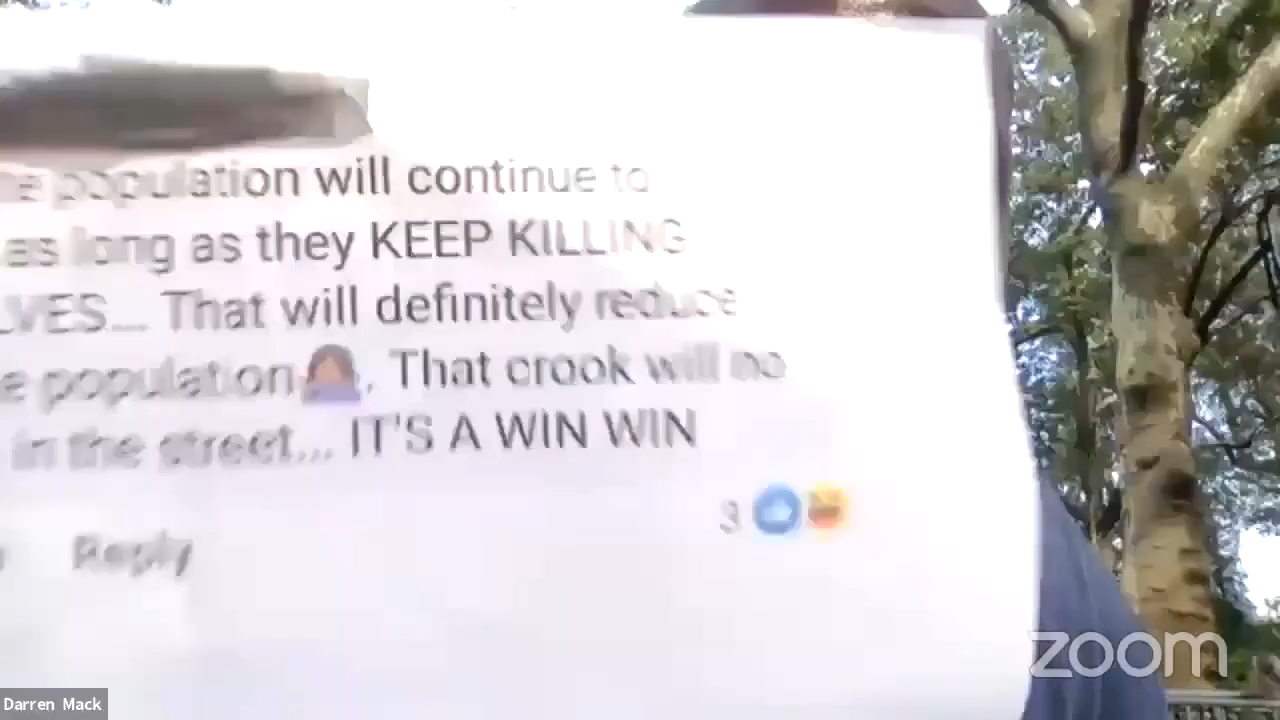 population will continue to
as long as they KEEP KILLING
LVES... That will definitely reduce
e population. That crook will no
in the street... IT'S A WIN WIN
3
Reply
zoom
Darren Mack